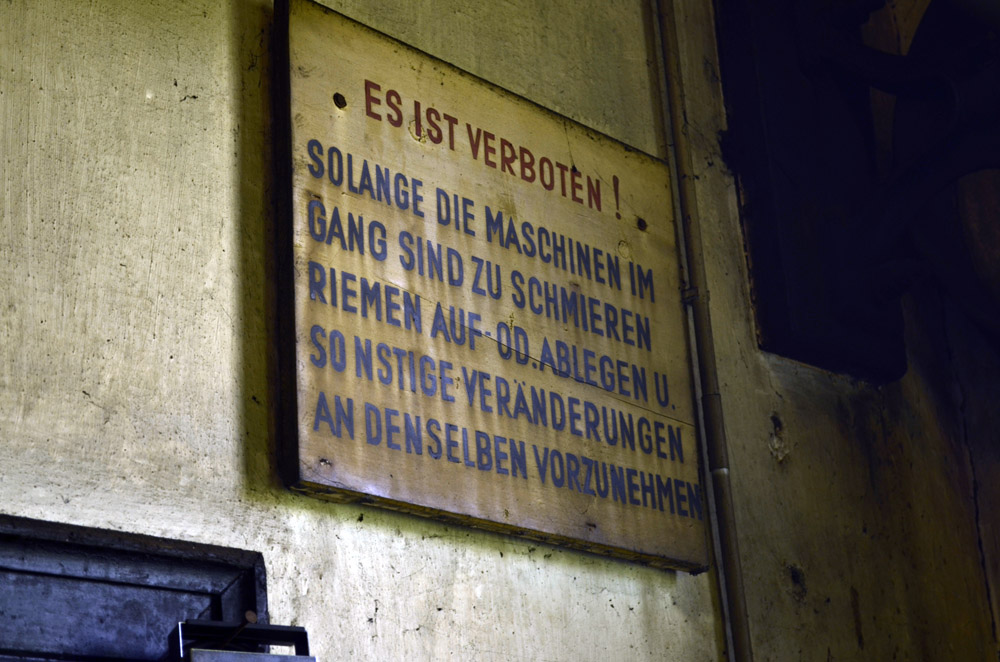 ES IST VERBOTEN !
SOLANGE DIE MASCHINEN IM
GANG SIND ZU SCHMIEREN
RIEMEN AUF- OD. ABLEGEN U.
SONSTIGE VERÄNDERUNGEN
AN DENSELBEN VORZUNEHMEN